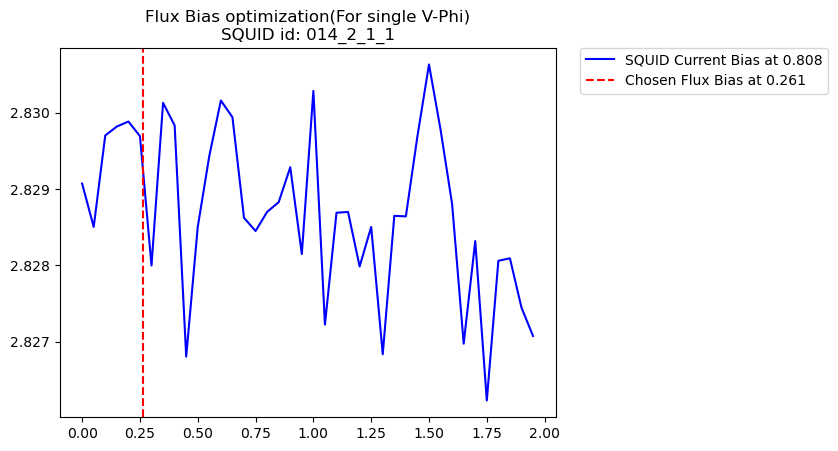 Flux Bias optimization(For single V-Phi)
SQUID id: 014_2_1_1
SQUID Current Bias at 0.808
Chosen Flux Bias at 0.261
2.830
2.829
2.828
2.827
0.00 0.25 0.50 0.75 1.00 1.25 1.50 1.75 2.00